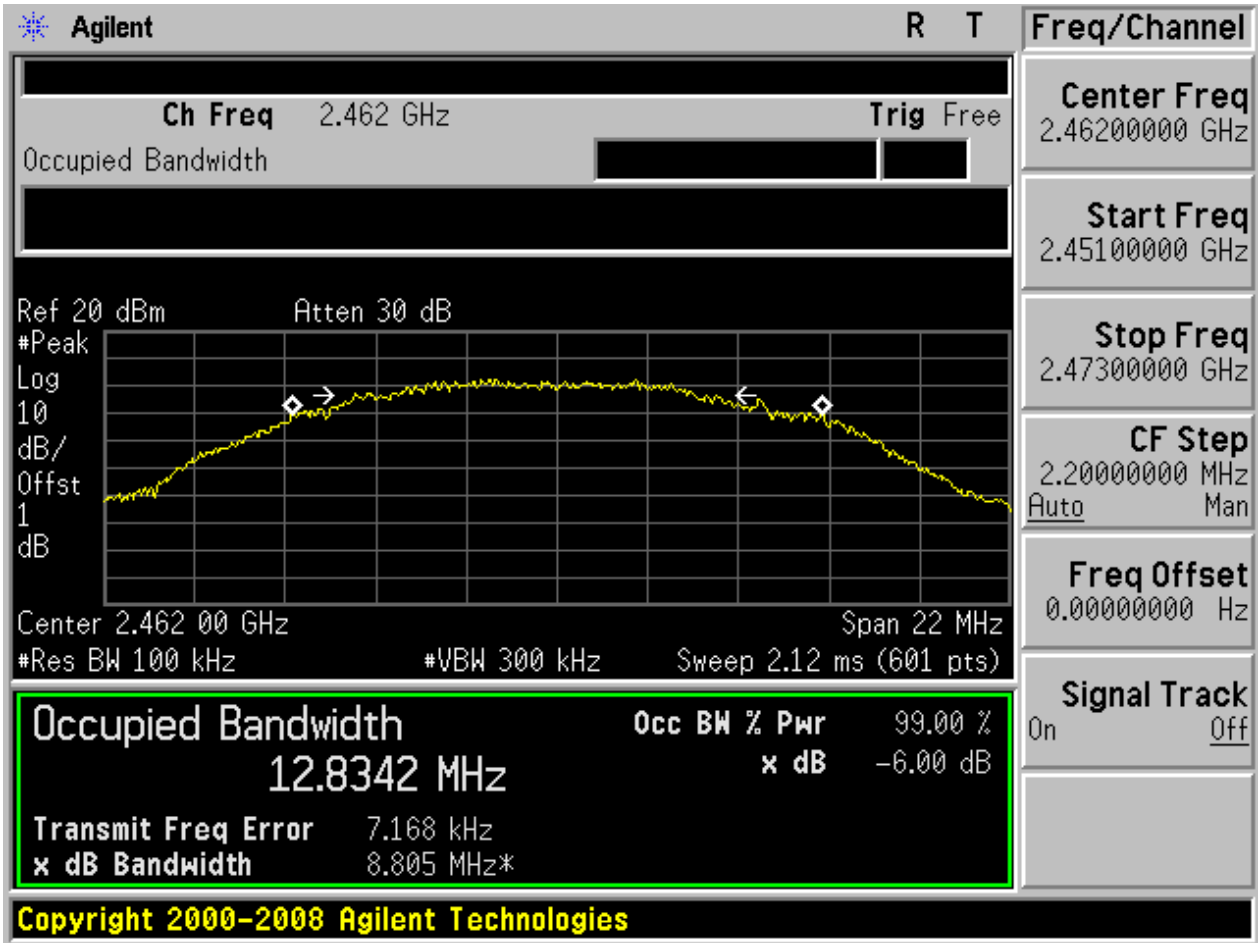 Agilent R T
Freq/Channel
Ch Freq 2.462 GHz Trig Free
Occupied Bandwidth
Center Freq
2.46200000 GHz
Start Freq
2.45100000 GHz
Stop Freq
2.47300000 GHz
CF Step
2.20000000 MHz
Auto Man
Freq Offset
0.00000000 Hz
Signal Track
On Off
Ref 20 dBm Atten 30 dB
#Peak
Log
10
dB/
Offst
1
dB
Center 2.462 00 GHz Span 22 MHz
#Res BW 100 kHz #VBW 300 kHz Sweep 2.12 ms (601 pts)
Occupied Bandwidth
12.8342 MHz
Occ BW % Pwr 99.00 %
x dB -6.00 dB
Transmit Freq Error 7.168 kHz
x dB Bandwidth 8.805 MHz*
Copyright 2000-2008 Agilent Technologies